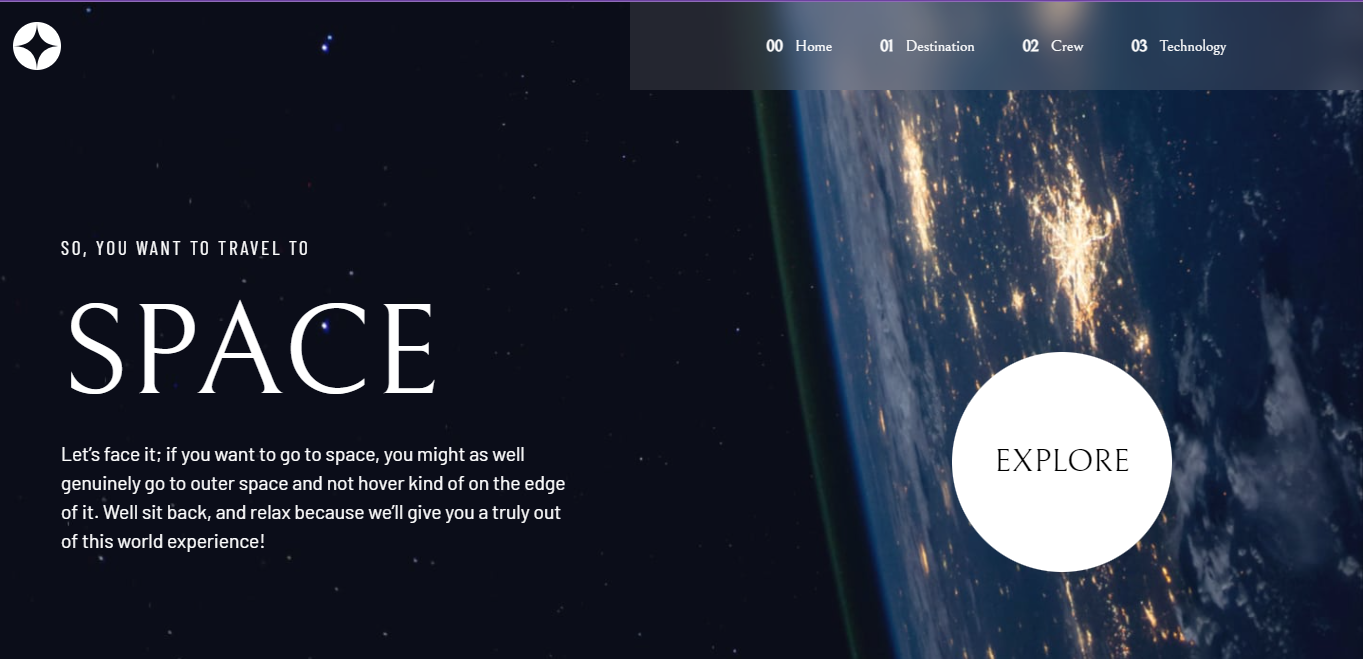 00 Home 01 Destination 02 Crew 03 Technology
SO, YOU WANT TO TRAVEL TO
SPACE
Let's face it; if you want to go to space, you might as well
genuinely go to outer space and not hover kind of on the edge
of it. Well sit back, and relax because we'll give you a truly out
of this world experience!
EXPLORE